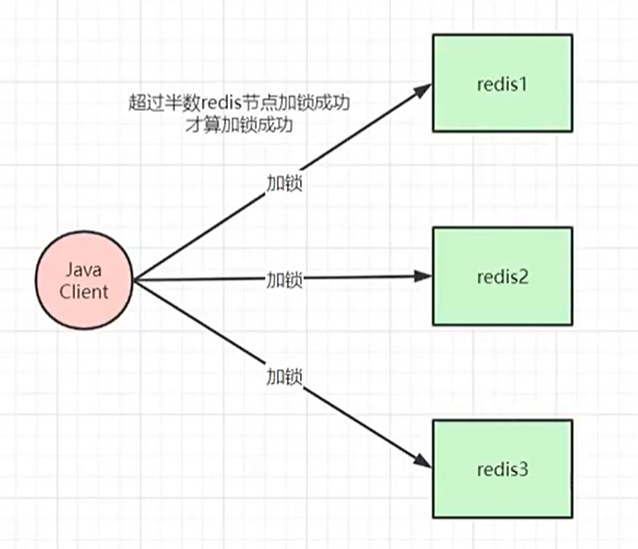 超过半数redis节点加锁成功
才算加锁成功
redis1
加锁
Java
Client
加锁
redis2
加锁
redis3